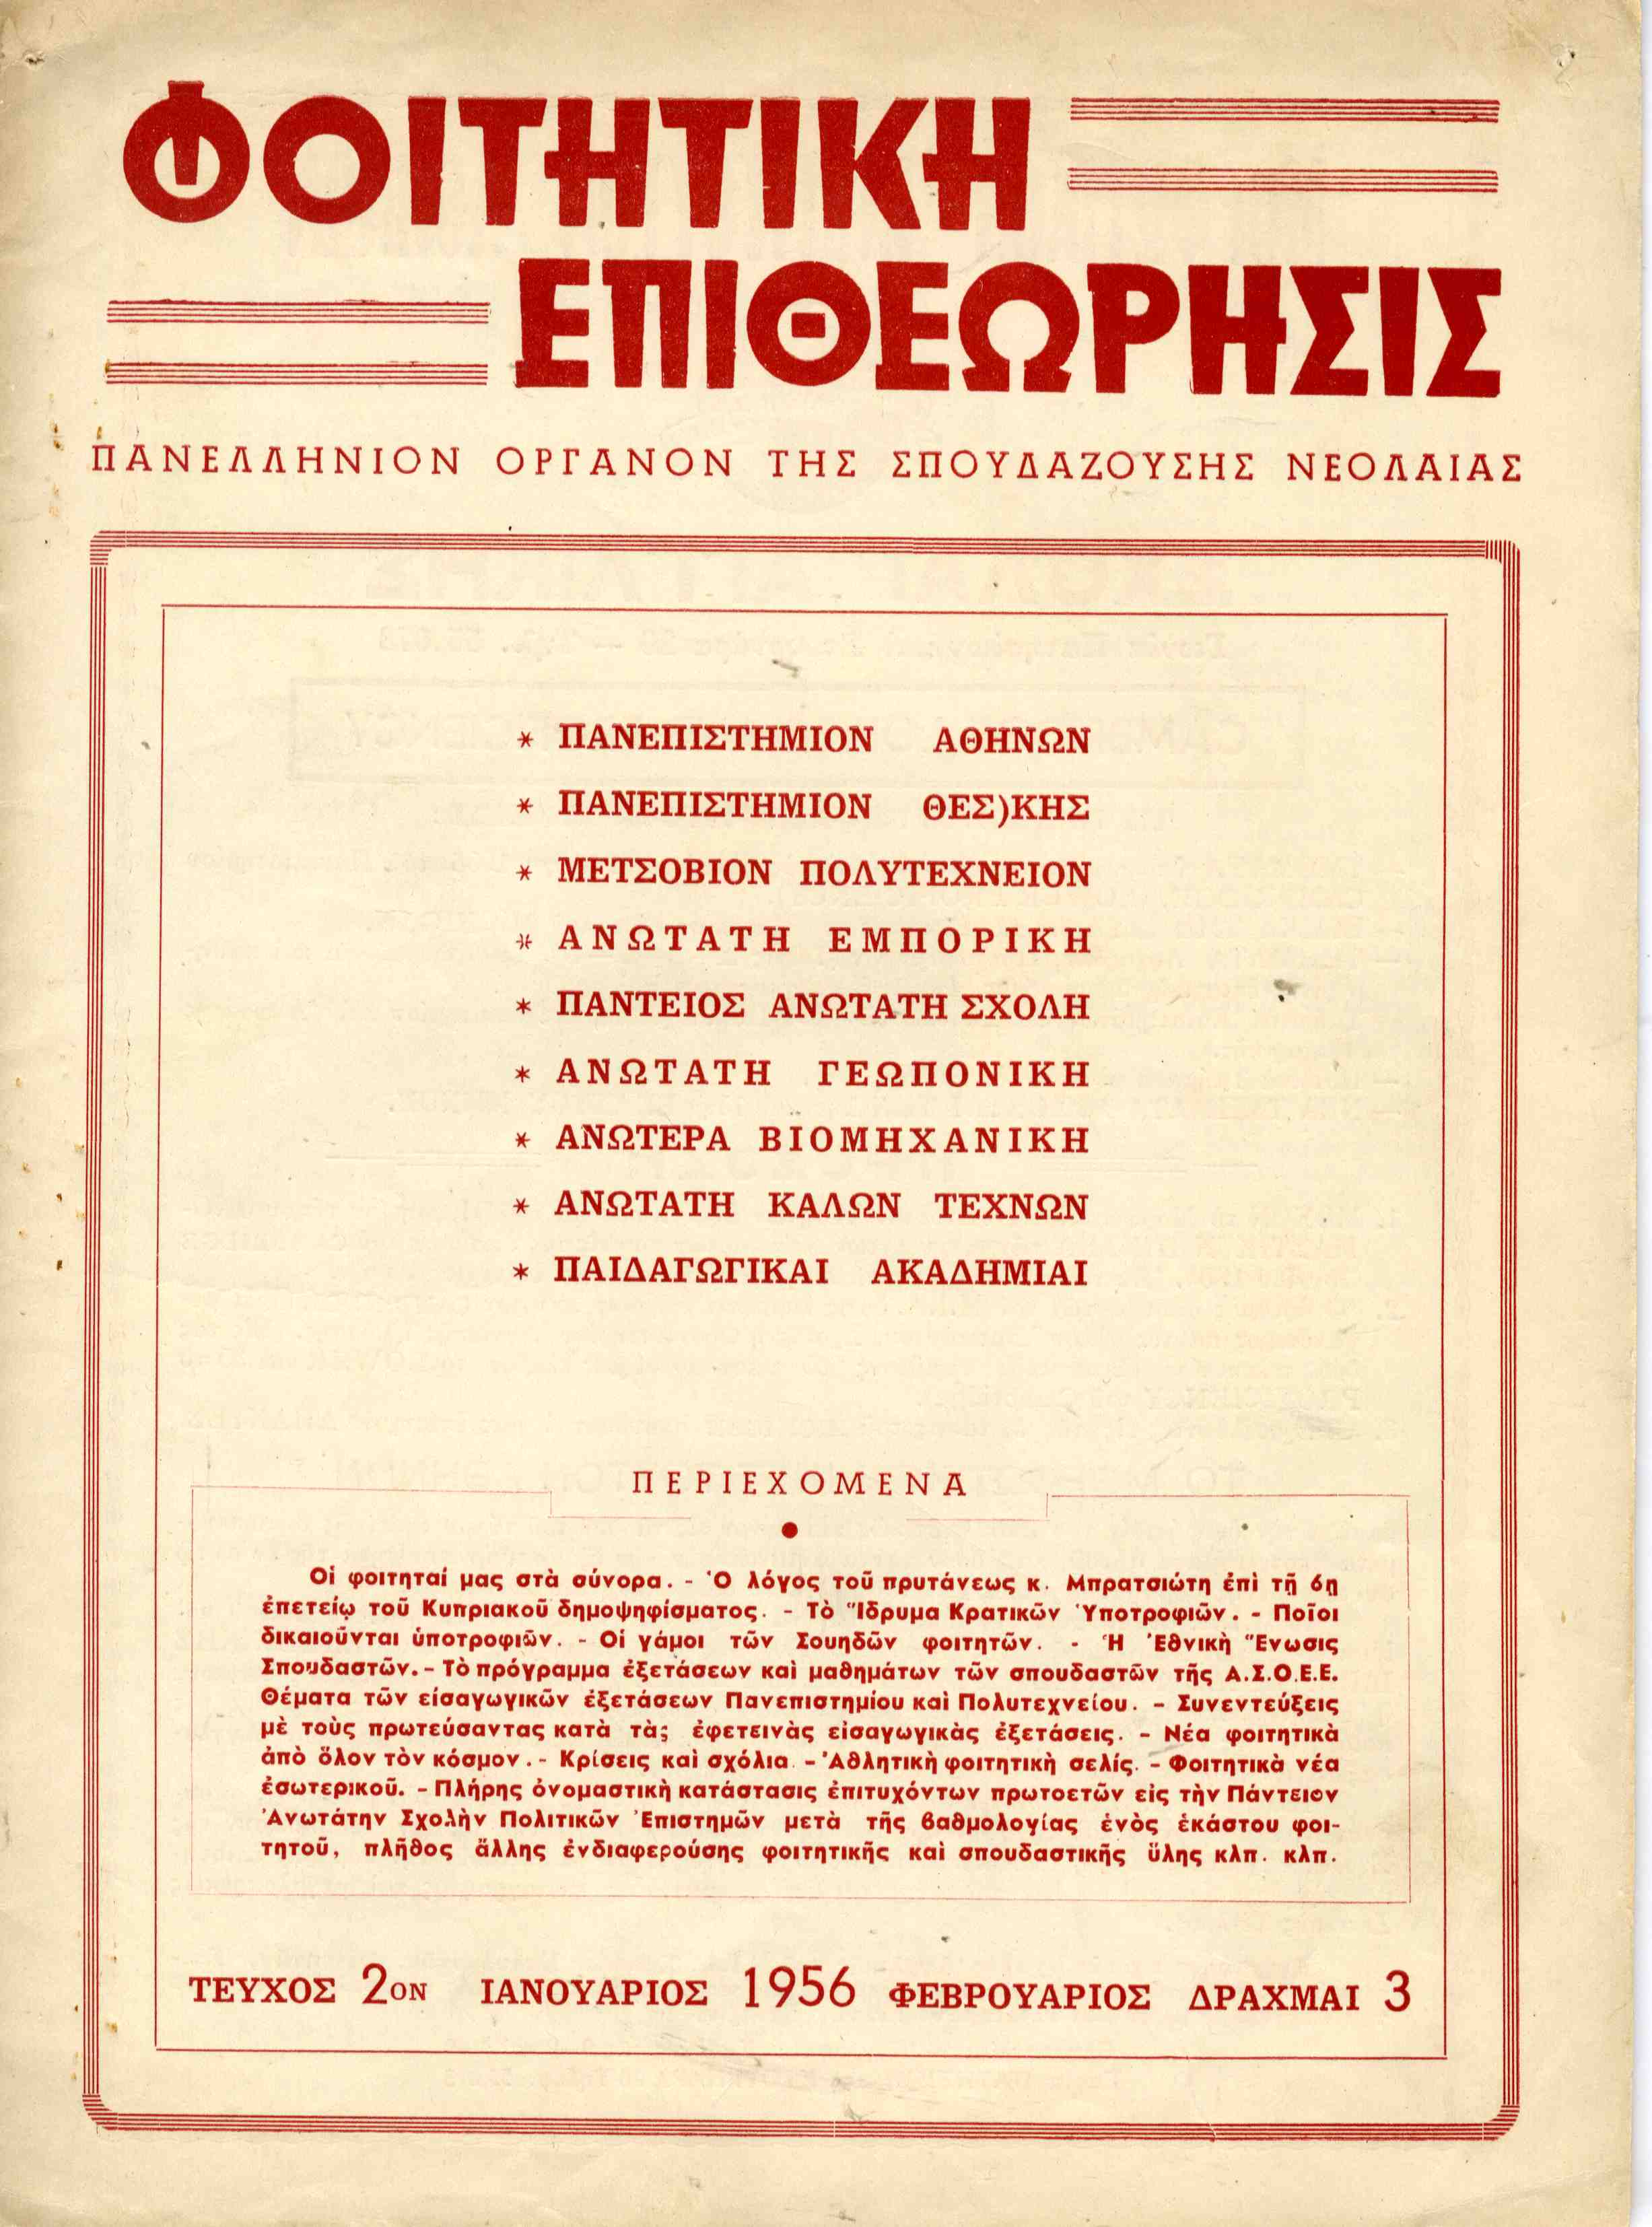 ΦΟΙΤΗΤΙΚΗ
ΕΠΙΘΕΩΡΗΣΙΣ
ΠΑΝΕΛΛΗΝΙΟΝ ΟΡΓΑΝΟΝ ΤΗΣ ΣΠΟΥΔΑΖΟΥΣΗΣ ΝΕΟΛΑΙΑΣ
* ΠΑΝΕΠΙΣΤΗΜΙΟΝ ΑΘΗΝΩΝ
* ΠΑΝΕΠΙΣΤΗΜΙΟΝ ΘΕΣ)ΚΗΣ
* ΜΕΤΣΟΒΙΟΝ ΠΟΛΥΤΕΧΝΕΙΟΝ
* ΑΝΩΤΑΤΗ ΕΜΠΟΡΙΚΗ
* ΠΑΝΤΕΙΟΣ ΑΝΩΤΑΤΗ ΣΧΟΛΗ
* ΑΝΩΤΑΤΗ ΓΕΩΠΟΝΙΚΗ
* ΑΝΩΤΕΡΑ ΒΙΟΜΗΧΑΝΙΚΗ
* ΑΝΩΤΑΤΗ ΚΑΛΩΝ ΤΕΧΝΩΝ
* ΠΑΙΔΑΓΩΓΙΚΑΙ ΑΚΑΔΗΜΙΑΙ
ΠΕΡΙΕΧΟΜΕΝΑ
Οἱ φοιτηταί μας στὰ σύνορα. - Ὁ λόγος τοῦ πρυτάνεως κ. Μπρατσιώτη ἐπὶ τῇ 6ῃ
ἐπετείῳ τοῦ Κυπριακοῦ δημοψηφίσματος. - Τὸ Ἵδρυμα Κρατικῶν Ὑποτροφιῶν. - Ποῖοι
δικαιοῦνται ὑποτροφιῶν. - Οἱ γάμοι τῶν Σουηδῶν φοιτητῶν. - Ἡ Ἐθνικὴ Ἕνωσις
Σπουδαστῶν. - Τὸ πρόγραμμα ἐξετάσεων καὶ μαθημάτων τῶν σπουδαστῶν τῆς Α.Σ.Ο.Ε.Ε.
Θέματα τῶν εἰσαγωγικῶν ἐξετάσεων Πανεπιστημίου καὶ Πολυτεχνείου. - Συνεντεύξεις
μὲ τοὺς πρωτεύσαντας κατὰ τὰ; ἐφετεινὰς εἰσαγωγικὰς ἐξετάσεις. - Νέα φοιτητικὰ
ἀπὸ ὅλον τὸν κόσμον. - Κρίσεις καὶ σχόλια. - Ἀθλητικὴ φοιτητικὴ σελίς. - Φοιτητικὰ νέα
ἐσωτερικοῦ. - Πλήρης ὀνομαστικὴ κατάστασις ἐπιτυχόντων πρωτοετῶν εἰς τὴν Πάντειον
Ἀνωτάτην Σχολὴν Πολιτικῶν Ἐπιστημῶν μετὰ τῆς βαθμολογίας ἑνὸς ἑκάστου φοι-
τητοῦ, πλῆθος ἄλλης ἐνδιαφερούσης φοιτητικῆς καὶ σπουδαστικῆς ὕλης κλπ. κλπ.
ΤΕΥΧΟΣ 2ΟΝ ΙΑΝΟΥΑΡΙΟΣ 1956 ΦΕΒΡΟΥΑΡΙΟΣ ΔΡΑΧΜΑΙ 3